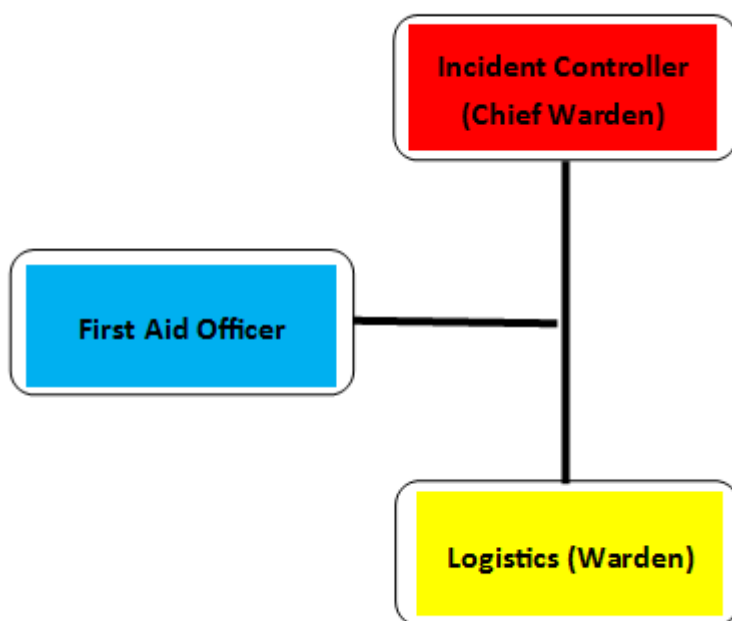 Incident Controller
(Chief Warden)
First Aid Officer
Logistics (Warden)